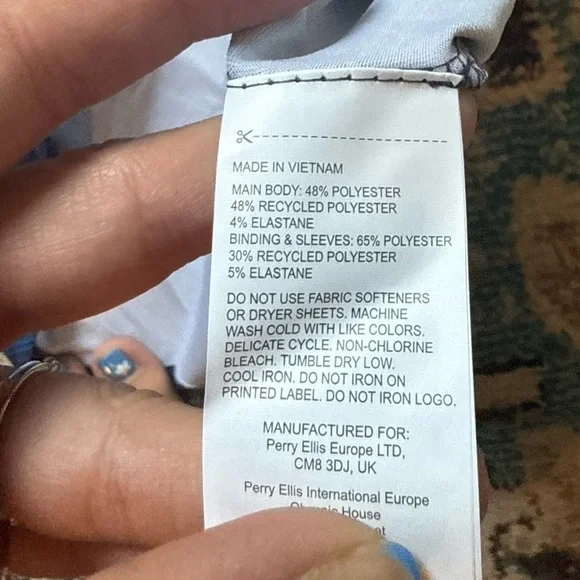 MADE IN VIETNAM
MAIN BODY: 48% POLYESTER
48% RECYCLED POLYESTER
4% ELASTANE
BINDING & SLEEVES: 65% POLYESTER
30% RECYCLED POLYESTER
5% ELASTANE
DO NOT USE FABRIC SOFTENERS
OR DRYER SHEETS. MACHINE
WASH COLD WITH LIKE COLORS.
DELICATE CYCLE. NON-CHLORINE
BLEACH. TUMBLE DRY LOW.
COOL IRON. DO NOT IRON ON
PRINTED LABEL. DO NOT IRON LOGO.
MANUFACTURED FOR:
Perry Ellis Europe LTD,
CM8 3DJ, UK
Perry Ellis International Europe
House